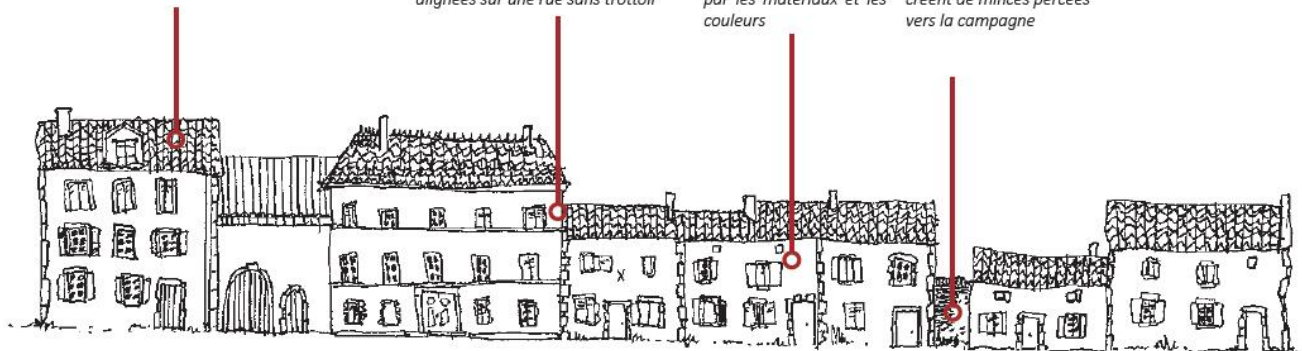 alignées sur une rue sans trottoir
par les matériaux et les
couleurs
créent de minces percées
vers la campagne